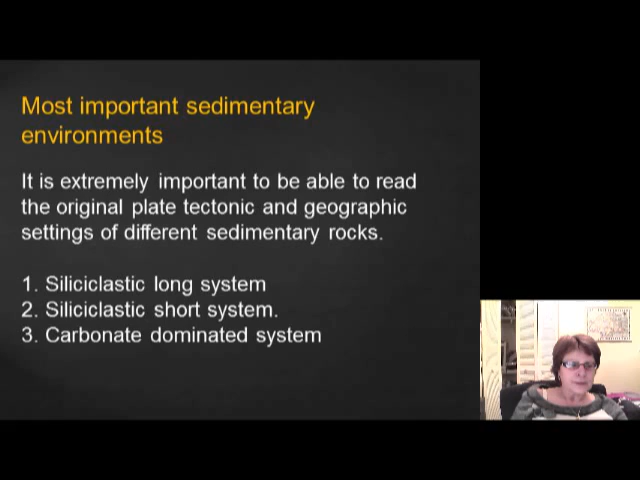 Most important sedimentary
environments
It is extremely important to be able to read
the original plate tectonic and geographic
settings of different sedimentary rocks.
1. Siliciclastic long system
2. Siliciclastic short system.
3. Carbonate dominated system